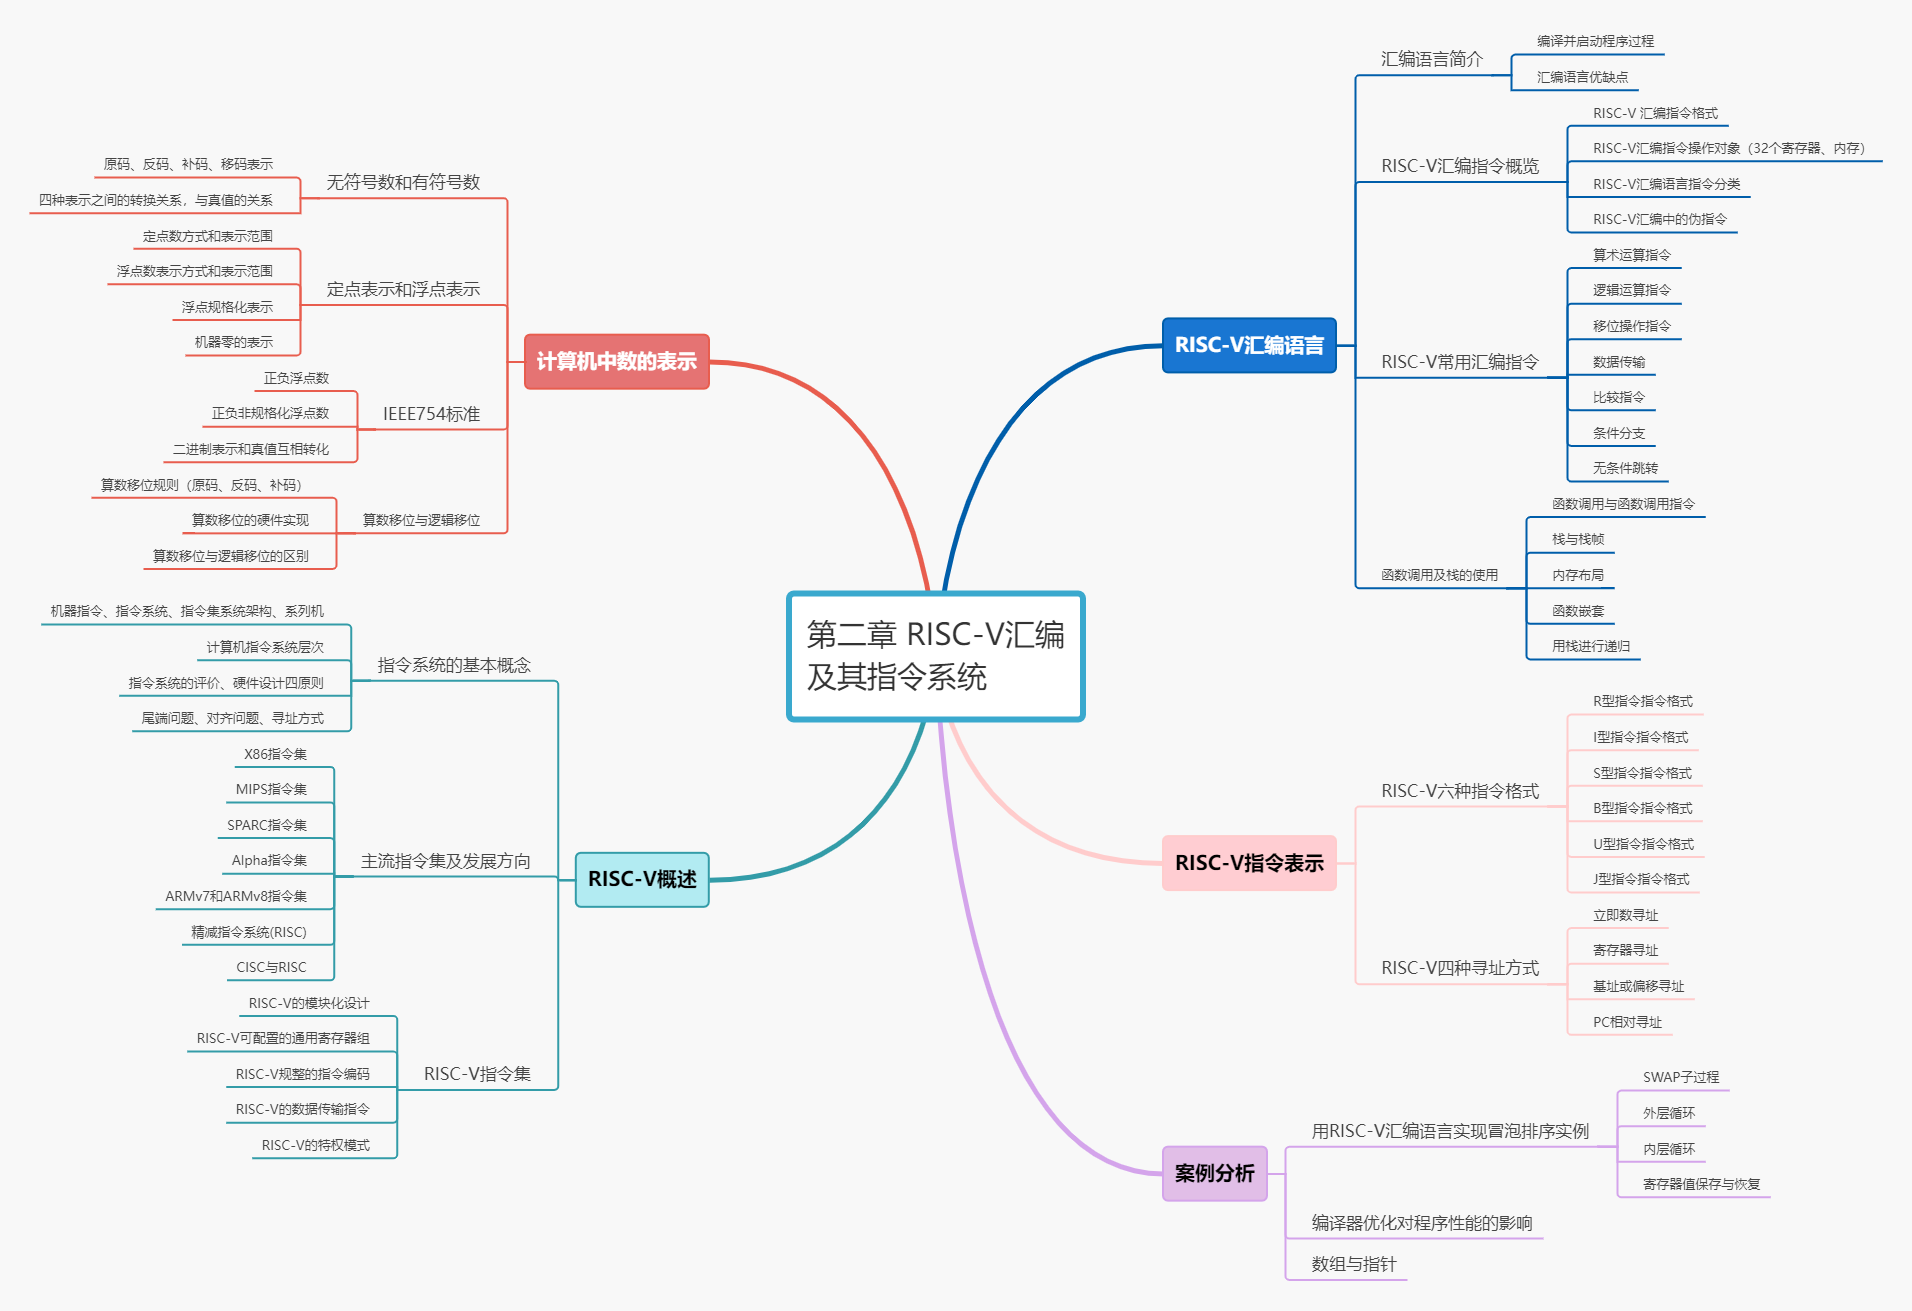 第二章 RISC-V汇编
及其指令系统
计算机中数的表示
无符号数和有符号数
原码、反码、补码、移码表示
四种表示之间的转换关系，与真值的关系
定点表示和浮点表示
定点数方式和表示范围
浮点数表示方式和表示范围
浮点规格化表示
机器零的表示
IEEE754标准
正负浮点数
正负非规格化浮点数
二进制表示和真值互相转化
算数移位与逻辑移位
算数移位规则（原码、反码、补码）
算数移位的硬件实现
算数移位与逻辑移位的区别
RISC-V概述
指令系统的基本概念
机器指令、指令系统、指令集系统架构、系列机
计算机指令系统层次
指令系统的评价、硬件设计四原则
尾端问题、对齐问题、寻址方式
主流指令集及发展方向
X86指令集
MIPS指令集
SPARC指令集
Alpha指令集
ARMv7和ARMv8指令集
精减指令系统(RISC)
CISC与RISC
RISC-V指令集
RISC-V的模块化设计
RISC-V可配置的通用寄存器组
RISC-V规整的指令编码
RISC-V的数据传输指令
RISC-V的特权模式
RISC-V汇编语言
汇编语言简介
编译并启动程序过程
汇编语言优缺点
RISC-V汇编指令概览
RISC-V 汇编指令格式
RISC-V汇编指令操作对象（32个寄存器、内存）
RISC-V汇编语言指令分类
RISC-V汇编中的伪指令
RISC-V常用汇编指令
算术运算指令
逻辑运算指令
移位操作指令
数据传输
比较指令
条件分支
无条件跳转
函数调用及栈的使用
函数调用与函数调用指令
栈与栈帧
内存布局
函数嵌套
用栈进行递归
RISC-V指令表示
RISC-V六种指令格式
R型指令指令格式
I型指令指令格式
S型指令指令格式
B型指令指令格式
U型指令指令格式
J型指令指令格式
RISC-V四种寻址方式
立即数寻址
寄存器寻址
基址或偏移寻址
PC相对寻址
案例分析
用RISC-V汇编语言实现冒泡排序实例
SWAP子过程
外层循环
内层循环
寄存器值保存与恢复
编译器优化对程序性能的影响
数组与指针